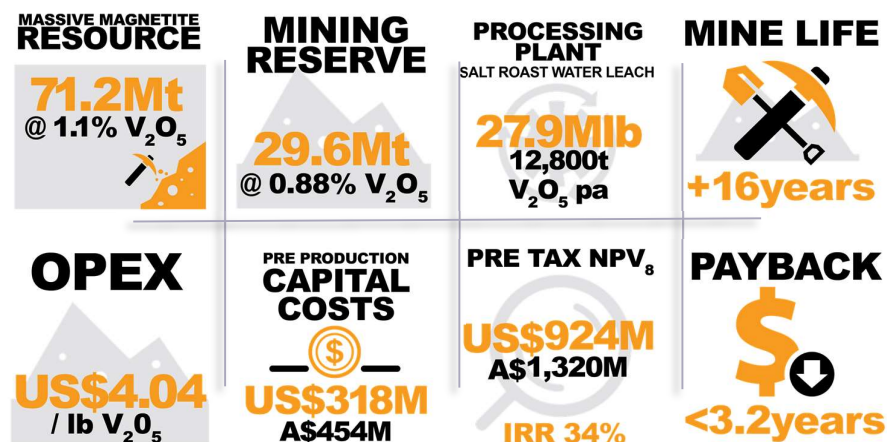 MASSIVE MAGNETITE
RESOURCE
71.2Mt
@ 1.1% V₂O₅
MINING
RESERVE
29.6Mt
@ 0.88% V₂O₅
PROCESSING
PLANT
SALT ROAST WATER LEACH
27.9Mlb
12,800t
V₂O₅ pa
MINE LIFE
+16years
OPEX
US$4.04
/ lb V₂0₅
PRE PRODUCTION
CAPITAL
COSTS
$
US$318M
A$454M
PRE TAX NPV₈
US$924M
A$1,320M
IRR 34%
PAYBACK
$
<3.2years